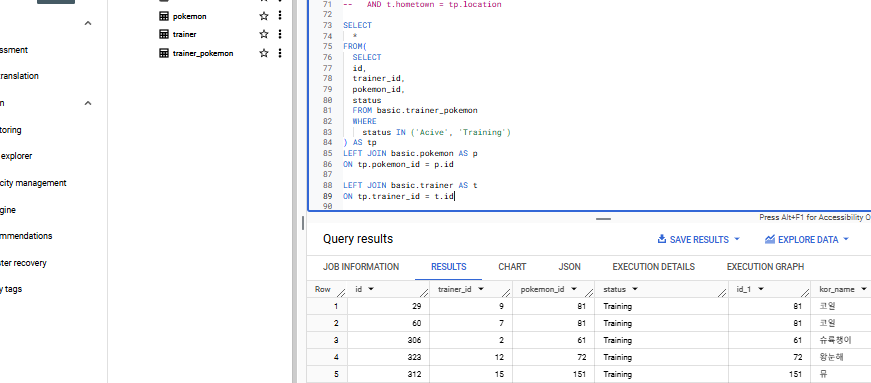 pokemon
trainer
trainer_pokemon
ssment
ranslation
n
toring
explorer
city management
gine
mmendations
ster recovery
y tags
71 -- AND t.hometown = tp.location
72
73 SELECT
74 *
75 FROM(
76 SELECT
77 id,
78 trainer_id,
79 pokemon_id,
80 status
81 FROM basic.trainer_pokemon
82 WHERE
83 status IN ('Acive', 'Training')
84 ) AS tp
85 LEFT JOIN basic.pokemon AS p
86 ON tp.pokemon_id = p.id
87
88 LEFT JOIN basic.trainer AS t
89 ON tp.trainer_id = t.id
90
Press Alt+F1 for Accessibility O
Query results SAVE RESULTS EXPLORE DATA
JOB INFORMATION RESULTS CHART JSON EXECUTION DETAILS EXECUTION GRAPH
Row id trainer_id pokemon_id status id_1 kor_name
1 29 9 81 Training 81 코일
2 60 7 81 Training 81 코일
3 306 2 61 Training 61 슈륙챙이
4 323 12 72 Training 72 왕눈해
5 312 15 151 Training 151 뮤